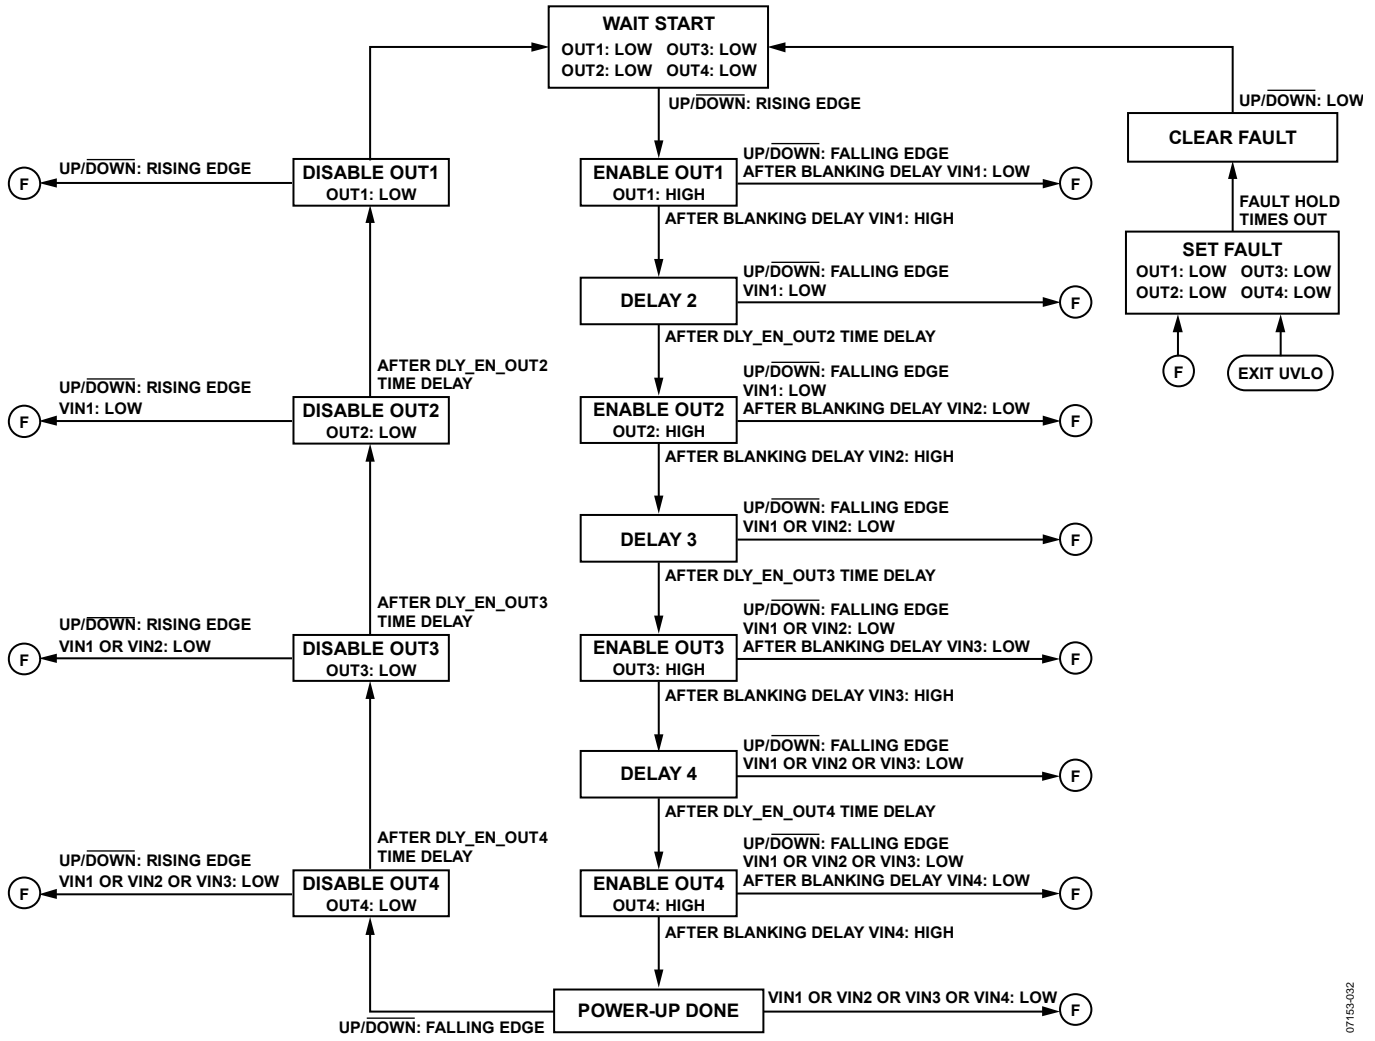 WAIT START
OUT1: LOW OUT3: LOW
OUT2: LOW OUT4: LOW
UP/DOWN: RISING EDGE
UP/DOWN: LOW
CLEAR FAULT
FAULT HOLD
TIMES OUT
SET FAULT
OUT1: LOW OUT3: LOW
OUT2: LOW OUT4: LOW
F
EXIT UVLO
ENABLE OUT1
OUT1: HIGH
UP/DOWN: FALLING EDGE
AFTER BLANKING DELAY VIN1: LOW
F
AFTER BLANKING DELAY VIN1: HIGH
DELAY 2
UP/DOWN: FALLING EDGE
VIN1: LOW
F
AFTER DLY_EN_OUT2 TIME DELAY
ENABLE OUT2
OUT2: HIGH
UP/DOWN: FALLING EDGE
VIN1: LOW
AFTER BLANKING DELAY VIN2: LOW
F
AFTER BLANKING DELAY VIN2: HIGH
DELAY 3
UP/DOWN: FALLING EDGE
VIN1 OR VIN2: LOW
F
AFTER DLY_EN_OUT3 TIME DELAY
ENABLE OUT3
OUT3: HIGH
UP/DOWN: FALLING EDGE
VIN1 OR VIN2: LOW
AFTER BLANKING DELAY VIN3: LOW
F
AFTER BLANKING DELAY VIN3: HIGH
DELAY 4
UP/DOWN: FALLING EDGE
VIN1 OR VIN2 OR VIN3: LOW
F
AFTER DLY_EN_OUT4 TIME DELAY
ENABLE OUT4
OUT4: HIGH
UP/DOWN: FALLING EDGE
VIN1 OR VIN2 OR VIN3: LOW
AFTER BLANKING DELAY VIN4: LOW
F
AFTER BLANKING DELAY VIN4: HIGH
POWER-UP DONE
VIN1 OR VIN2 OR VIN3 OR VIN4: LOW
F
UP/DOWN: FALLING EDGE
DISABLE OUT4
OUT4: LOW
UP/DOWN: RISING EDGE
VIN1 OR VIN2 OR VIN3: LOW
F
AFTER DLY_EN_OUT4
TIME DELAY
DISABLE OUT3
OUT3: LOW
UP/DOWN: RISING EDGE
VIN1 OR VIN2: LOW
F
AFTER DLY_EN_OUT3
TIME DELAY
DISABLE OUT2
OUT2: LOW
UP/DOWN: RISING EDGE
VIN1: LOW
F
AFTER DLY_EN_OUT2
TIME DELAY
DISABLE OUT1
OUT1: LOW
UP/DOWN: RISING EDGE
F
07153-032